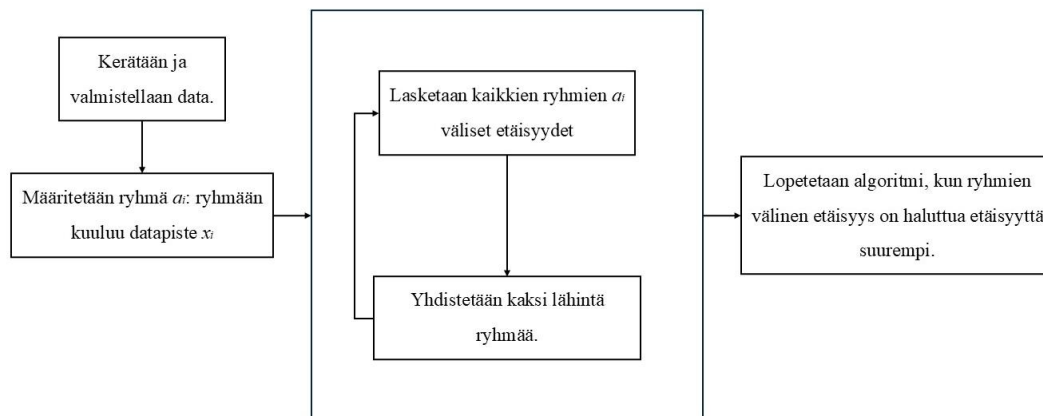 Kerätään ja
valmistellaan data.
Määritetään ryhmä aᵢ: ryhmään
kuuluu datapiste xᵢ
Lasketaan kaikkien ryhmien aᵢ
väliset etäisyydet
Yhdistetään kaksi lähintä
ryhmää.
Lopetetaan algoritmi, kun ryhmien
välinen etäisyys on haluttua etäisyyttä
suurempi.